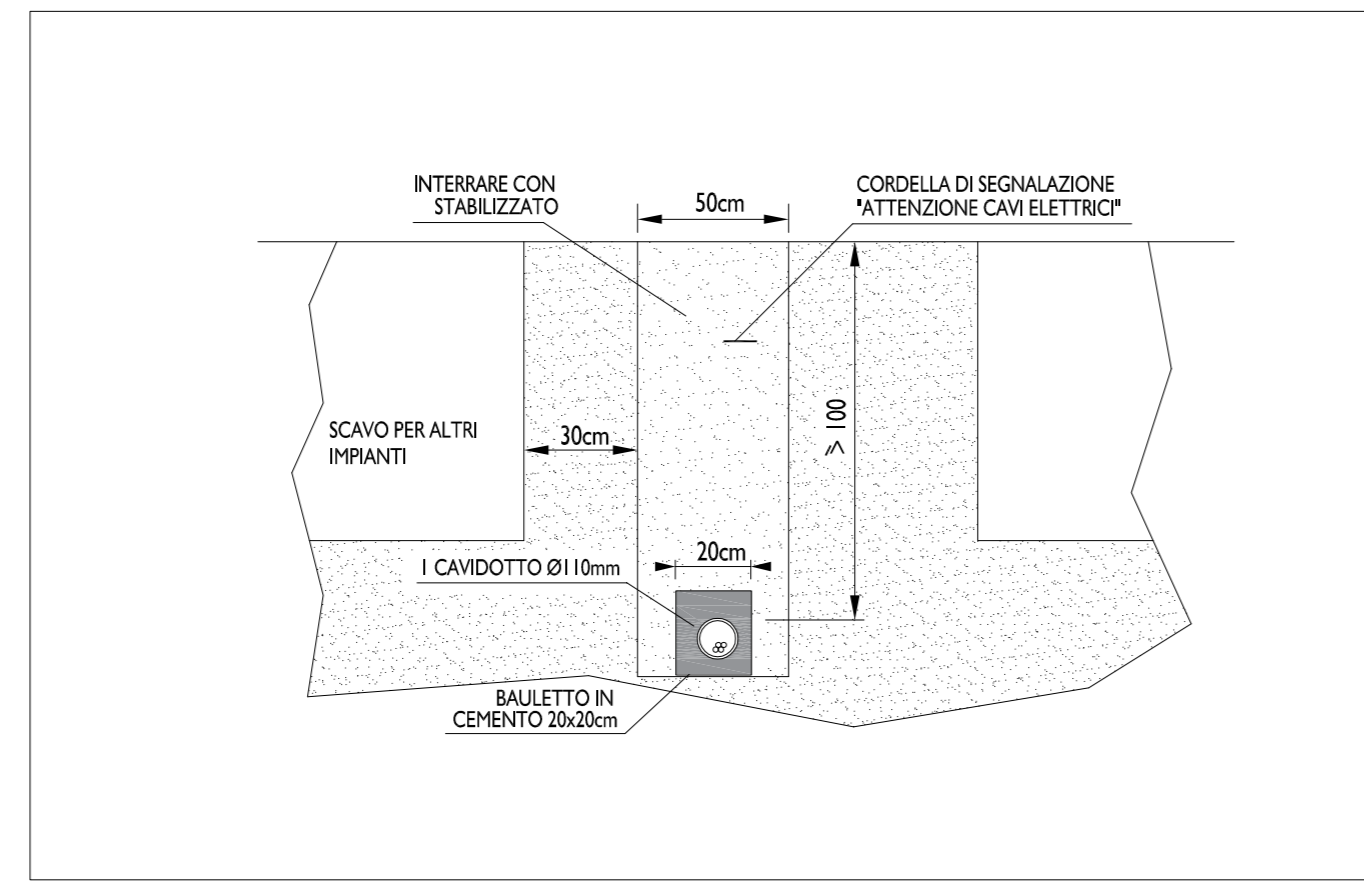 INTERRARE CON
STABILIZZATO
50cm
CORDELLA DI SEGNALAZIONE
"ATTENZIONE CAVI ELETTRICI"
SCAVO PER ALTRI
IMPIANTI
30cm
≥ 100
20cm
1 CAVIDOTTO Ø110mm
BAULETTO IN
CEMENTO 20x20cm